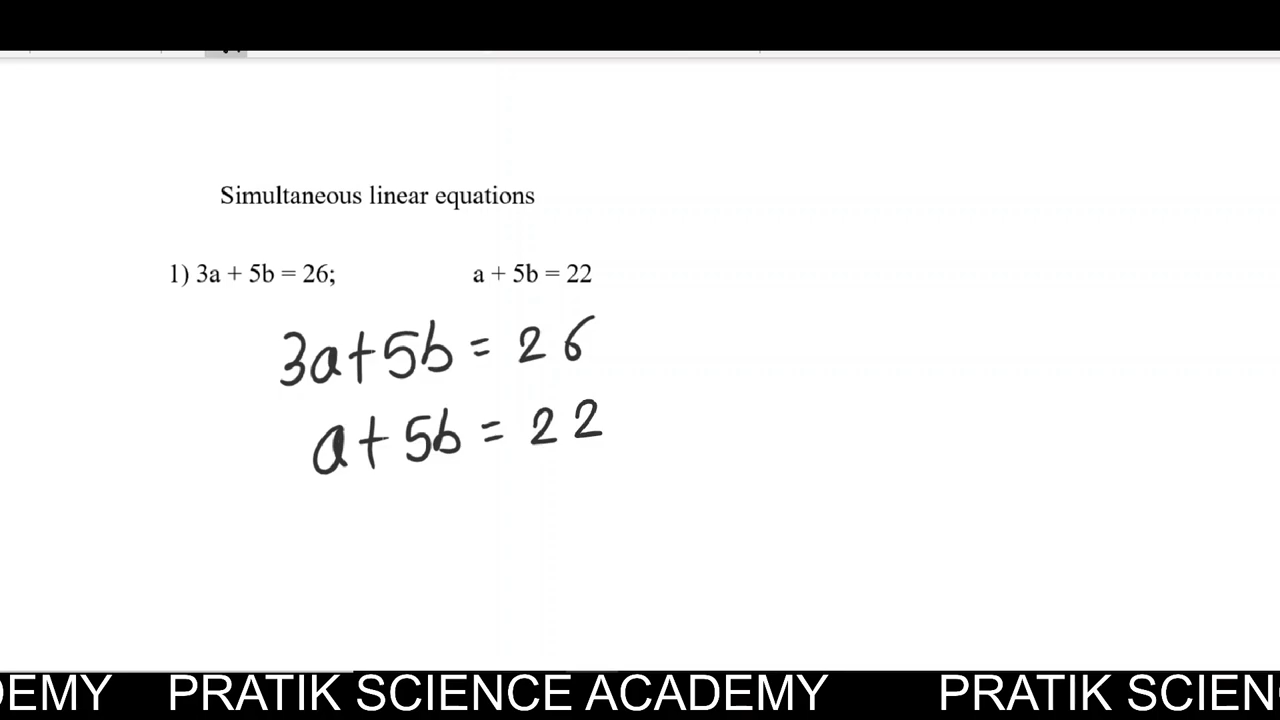 Simultaneous linear equations
1) 3a + 5b = 26; a + 5b = 22
3a + 5b = 26
a + 5b = 22
DEMY PRATIK SCIENCE ACADEMY PRATIK SCIEN